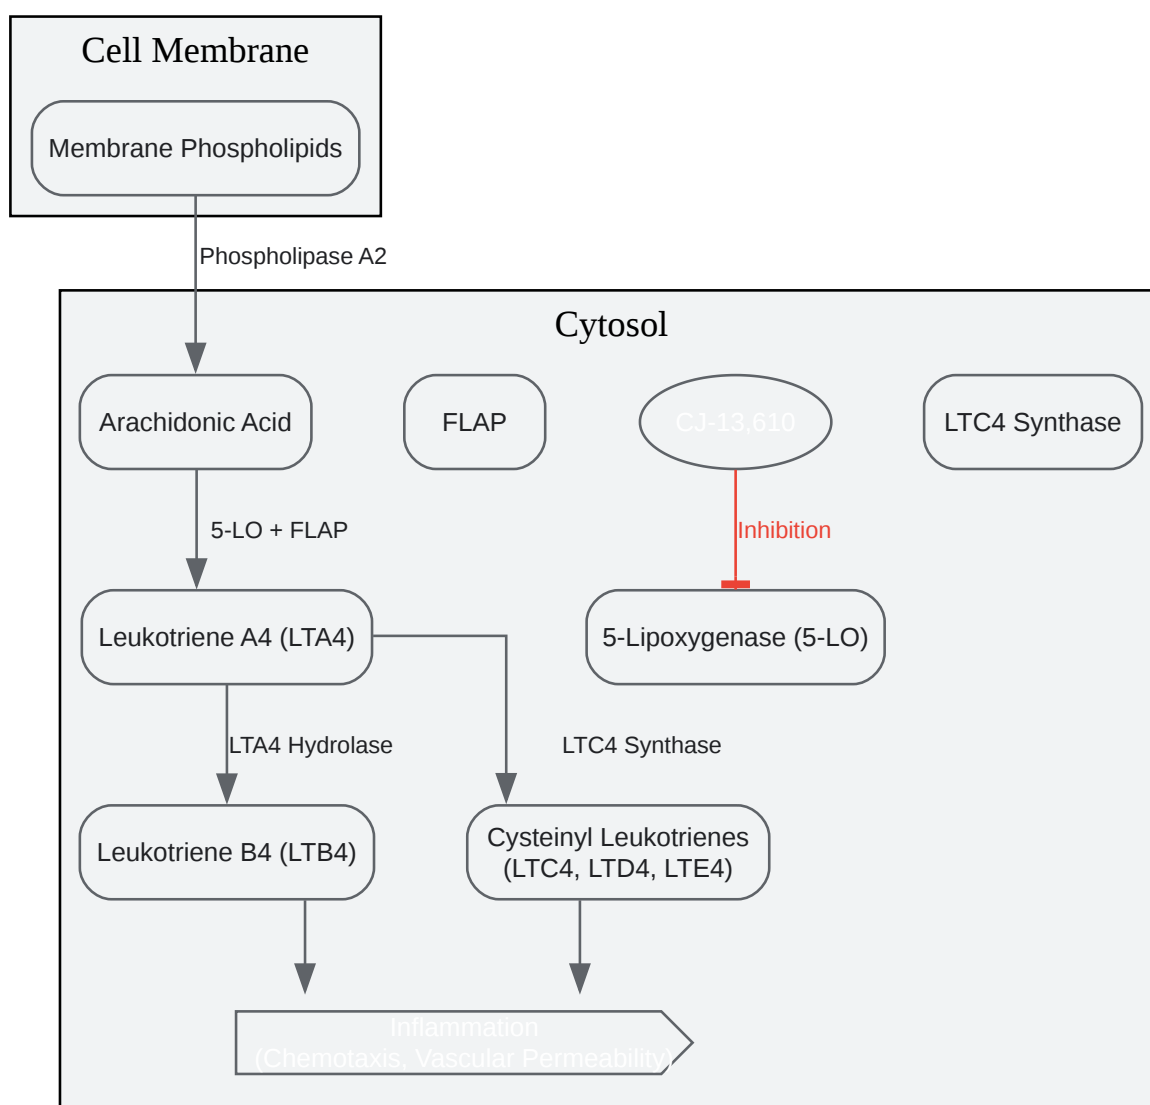 Cell Membrane
Membrane Phospholipids
Phospholipase A2
Cytosol
Arachidonic Acid
FLAP
CJ-13,610
LTC4 Synthase
5-LO + FLAP
Inhibition
Leukotriene A4 (LTA4)
5-Lipoxygenase (5-LO)
LTA4 Hydrolase
LTC4 Synthase
Leukotriene B4 (LTB4)
Cysteinyl Leukotrienes
(LTC4, LTD4, LTE4)
Inflammation
(Chemotaxis, Vascular Permeability)